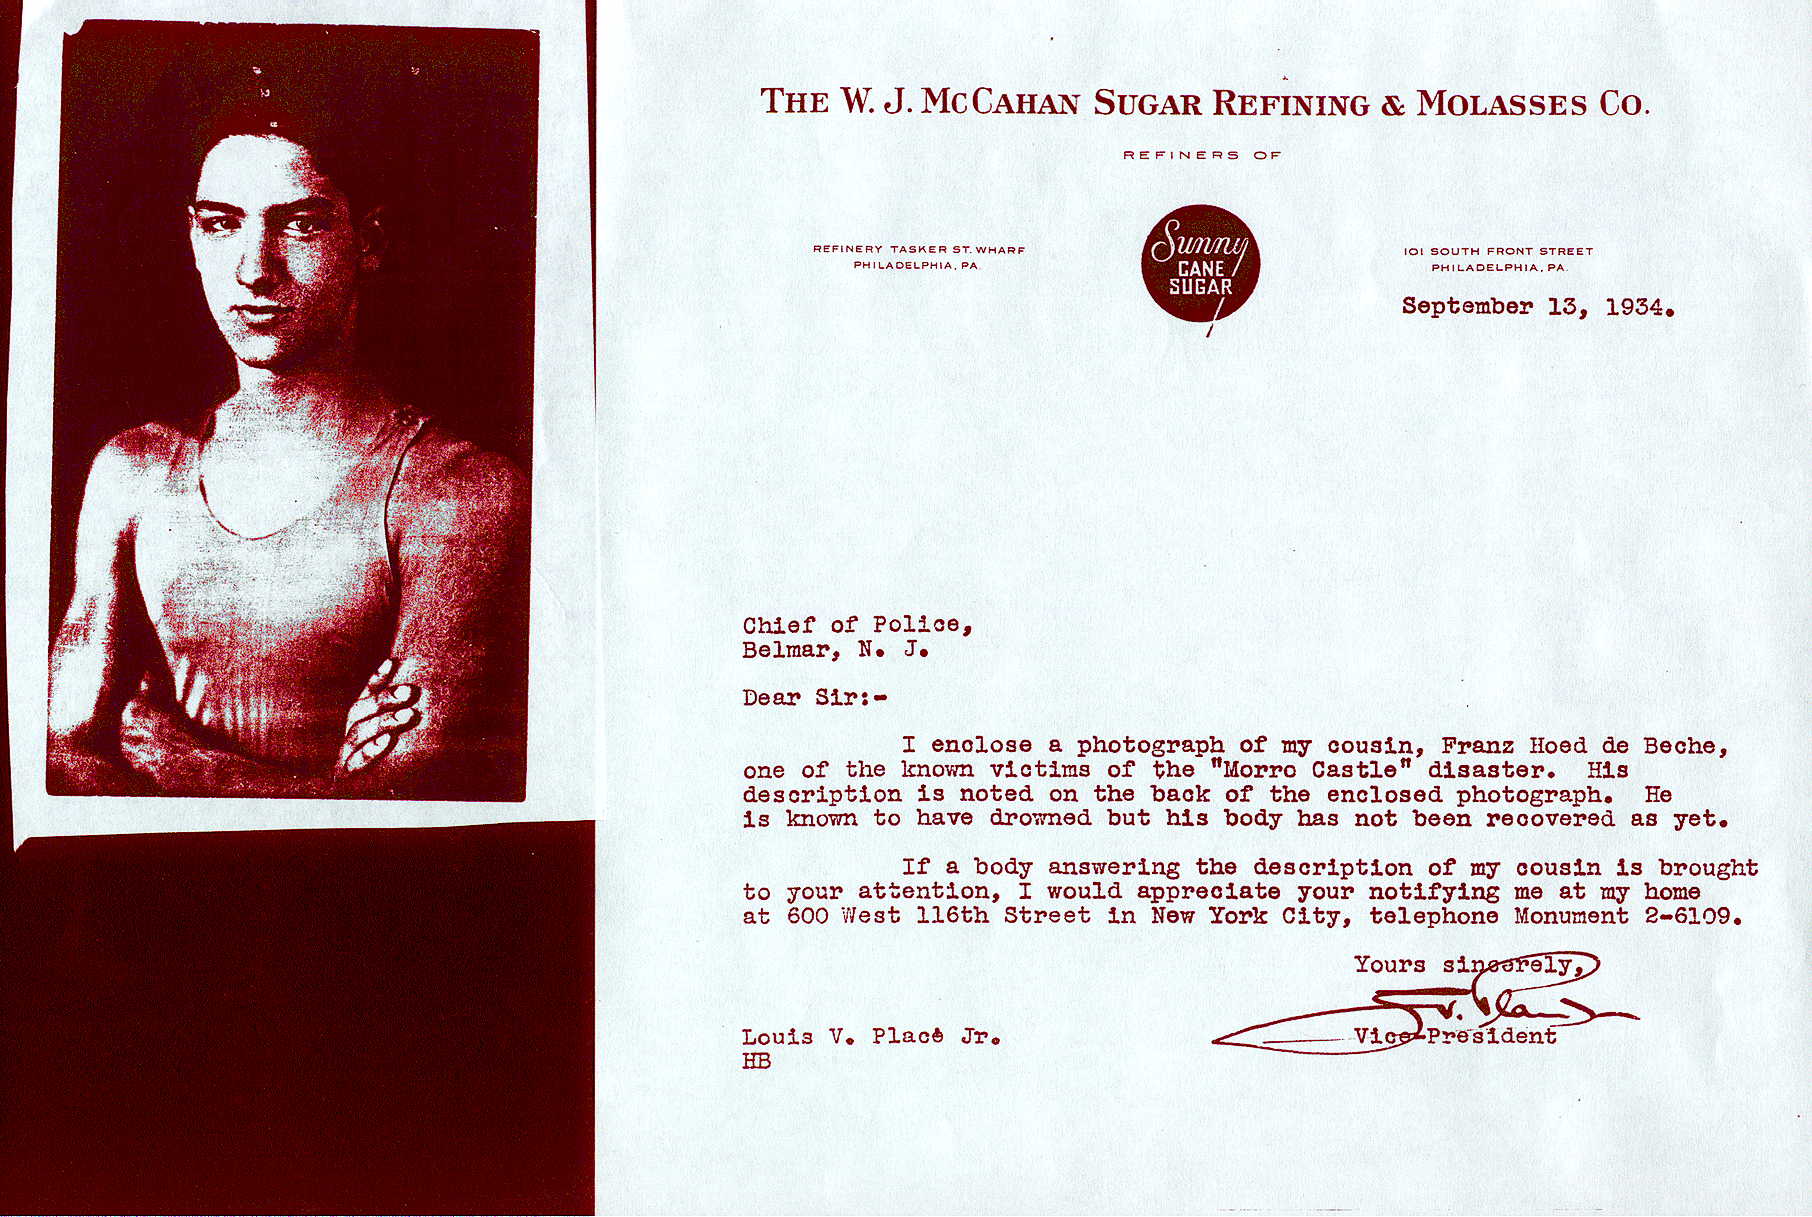 THE W. J. MCCAHAN SUGAR REFINING & MOLASSES CO.
REFINERS OF
REFINERY TASKER ST. WHARF
PHILADELPHIA, PA.
Sunny
CANE
SUGAR
101 SOUTH FRONT STREET
PHILADELPHIA, PA.
September 13, 1934.
Chief of Police,
Belmar, N. J.
Dear Sir:-
I enclose a photograph of my cousin, Franz Hoed de Beche,
one of the known victims of the "Morro Castle" disaster. His
description is noted on the back of the enclosed photograph. He
is known to have drowned but his body has not been recovered as yet.
If a body answering the description of my cousin is brought
to your attention, I would appreciate your notifying me at my home
at 600 West 116th Street in New York City, telephone Monument 2-6109.
Yours sincerely,
Vice-President
Louis V. Placé Jr.
HB